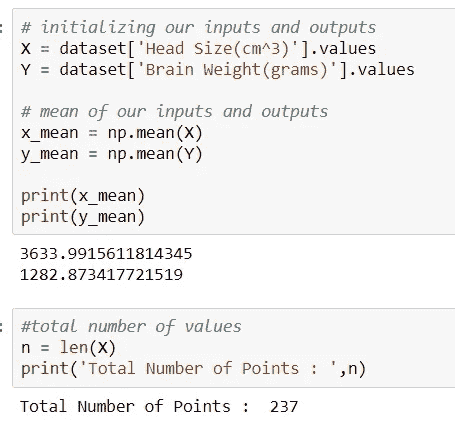 # initializing our inputs and outputs
X = dataset['Head Size(cm^3)'].values
Y = dataset['Brain Weight(grams)'].values
# mean of our inputs and outputs
x_mean = np.mean(X)
y_mean = np.mean(Y)
print(x_mean)
print(y_mean)
3633.9915611814345
1282.873417721519
#total number of values
n = len(X)
print('Total Number of Points : ',n)
Total Number of Points :  237